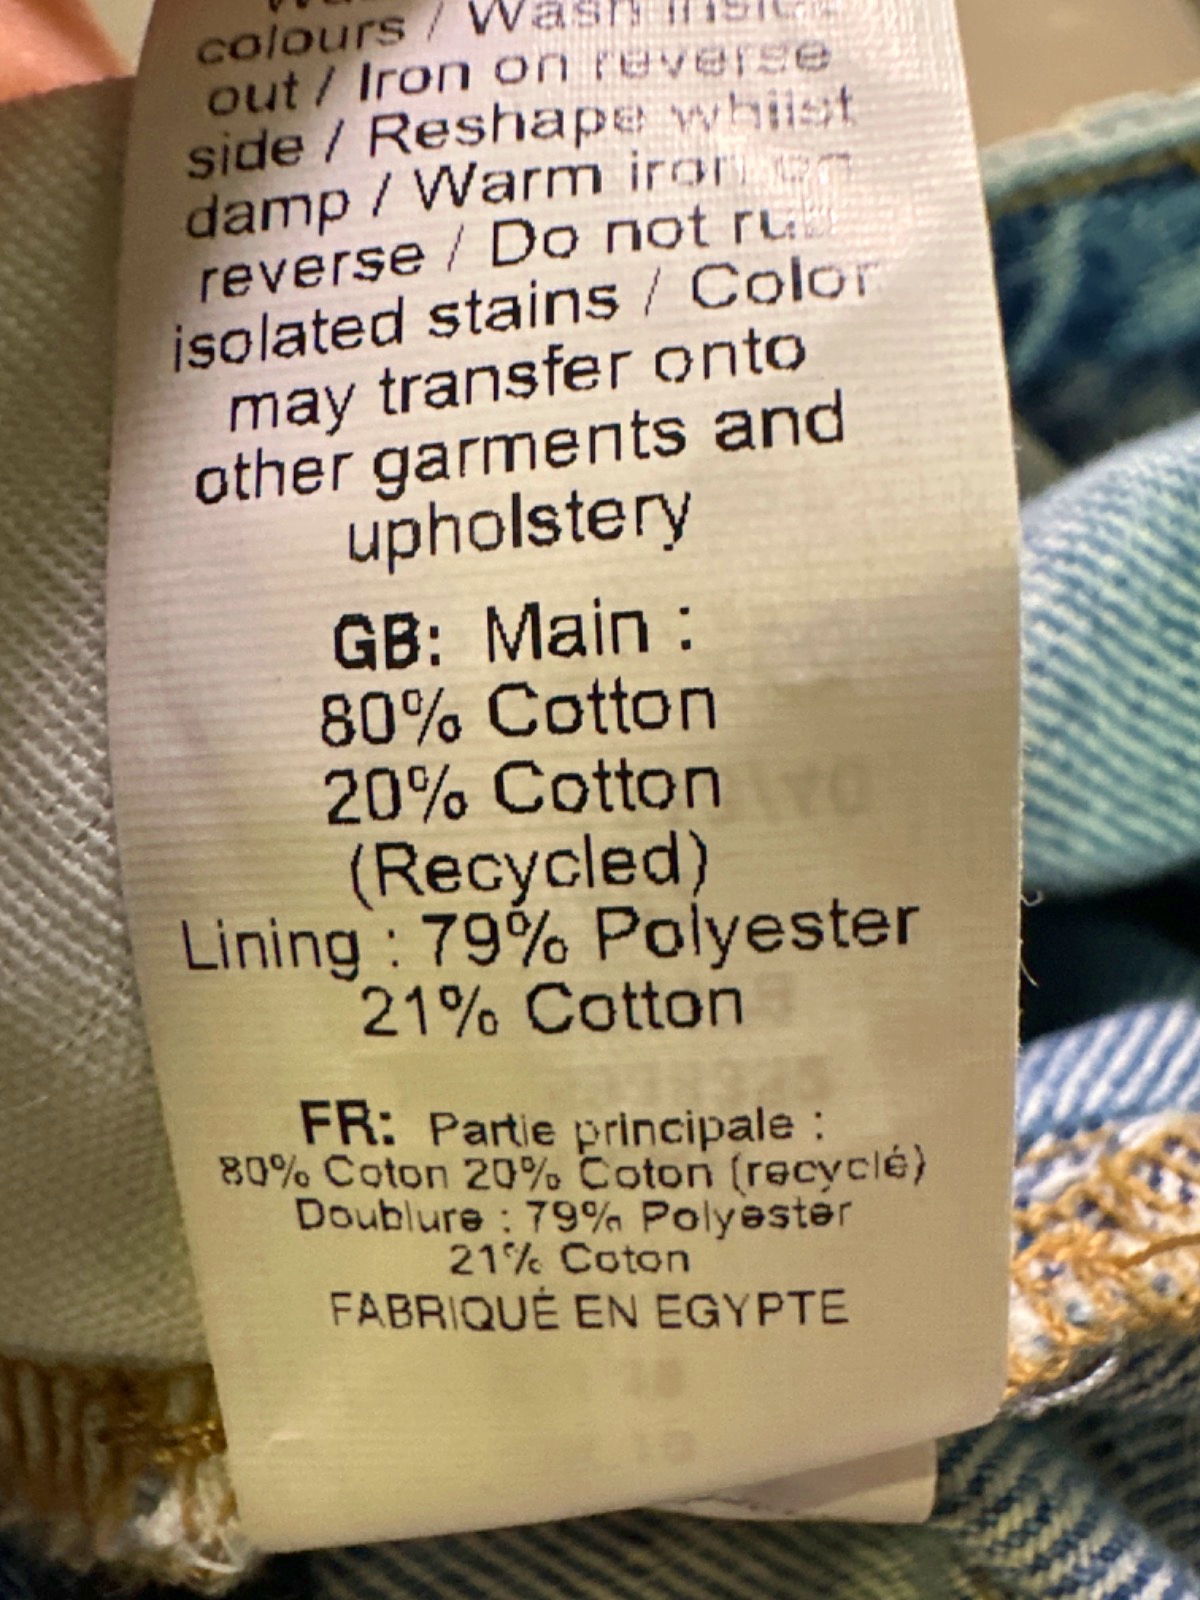 colours / Wash inside
out / Iron on reverse
side / Reshape whilst
damp / Warm iron on
reverse / Do not rub
isolated stains / Color
may transfer onto
other garments and
upholstery
GB: Main :
80% Cotton
20% Cotton
(Recycled)
Lining : 79% Polyester
21% Cotton
FR: Partie principale :
80% Coton 20% Coton (recyclé)
Doublure : 79% Polyester
21% Coton
FABRIQUÉ EN EGYPTE